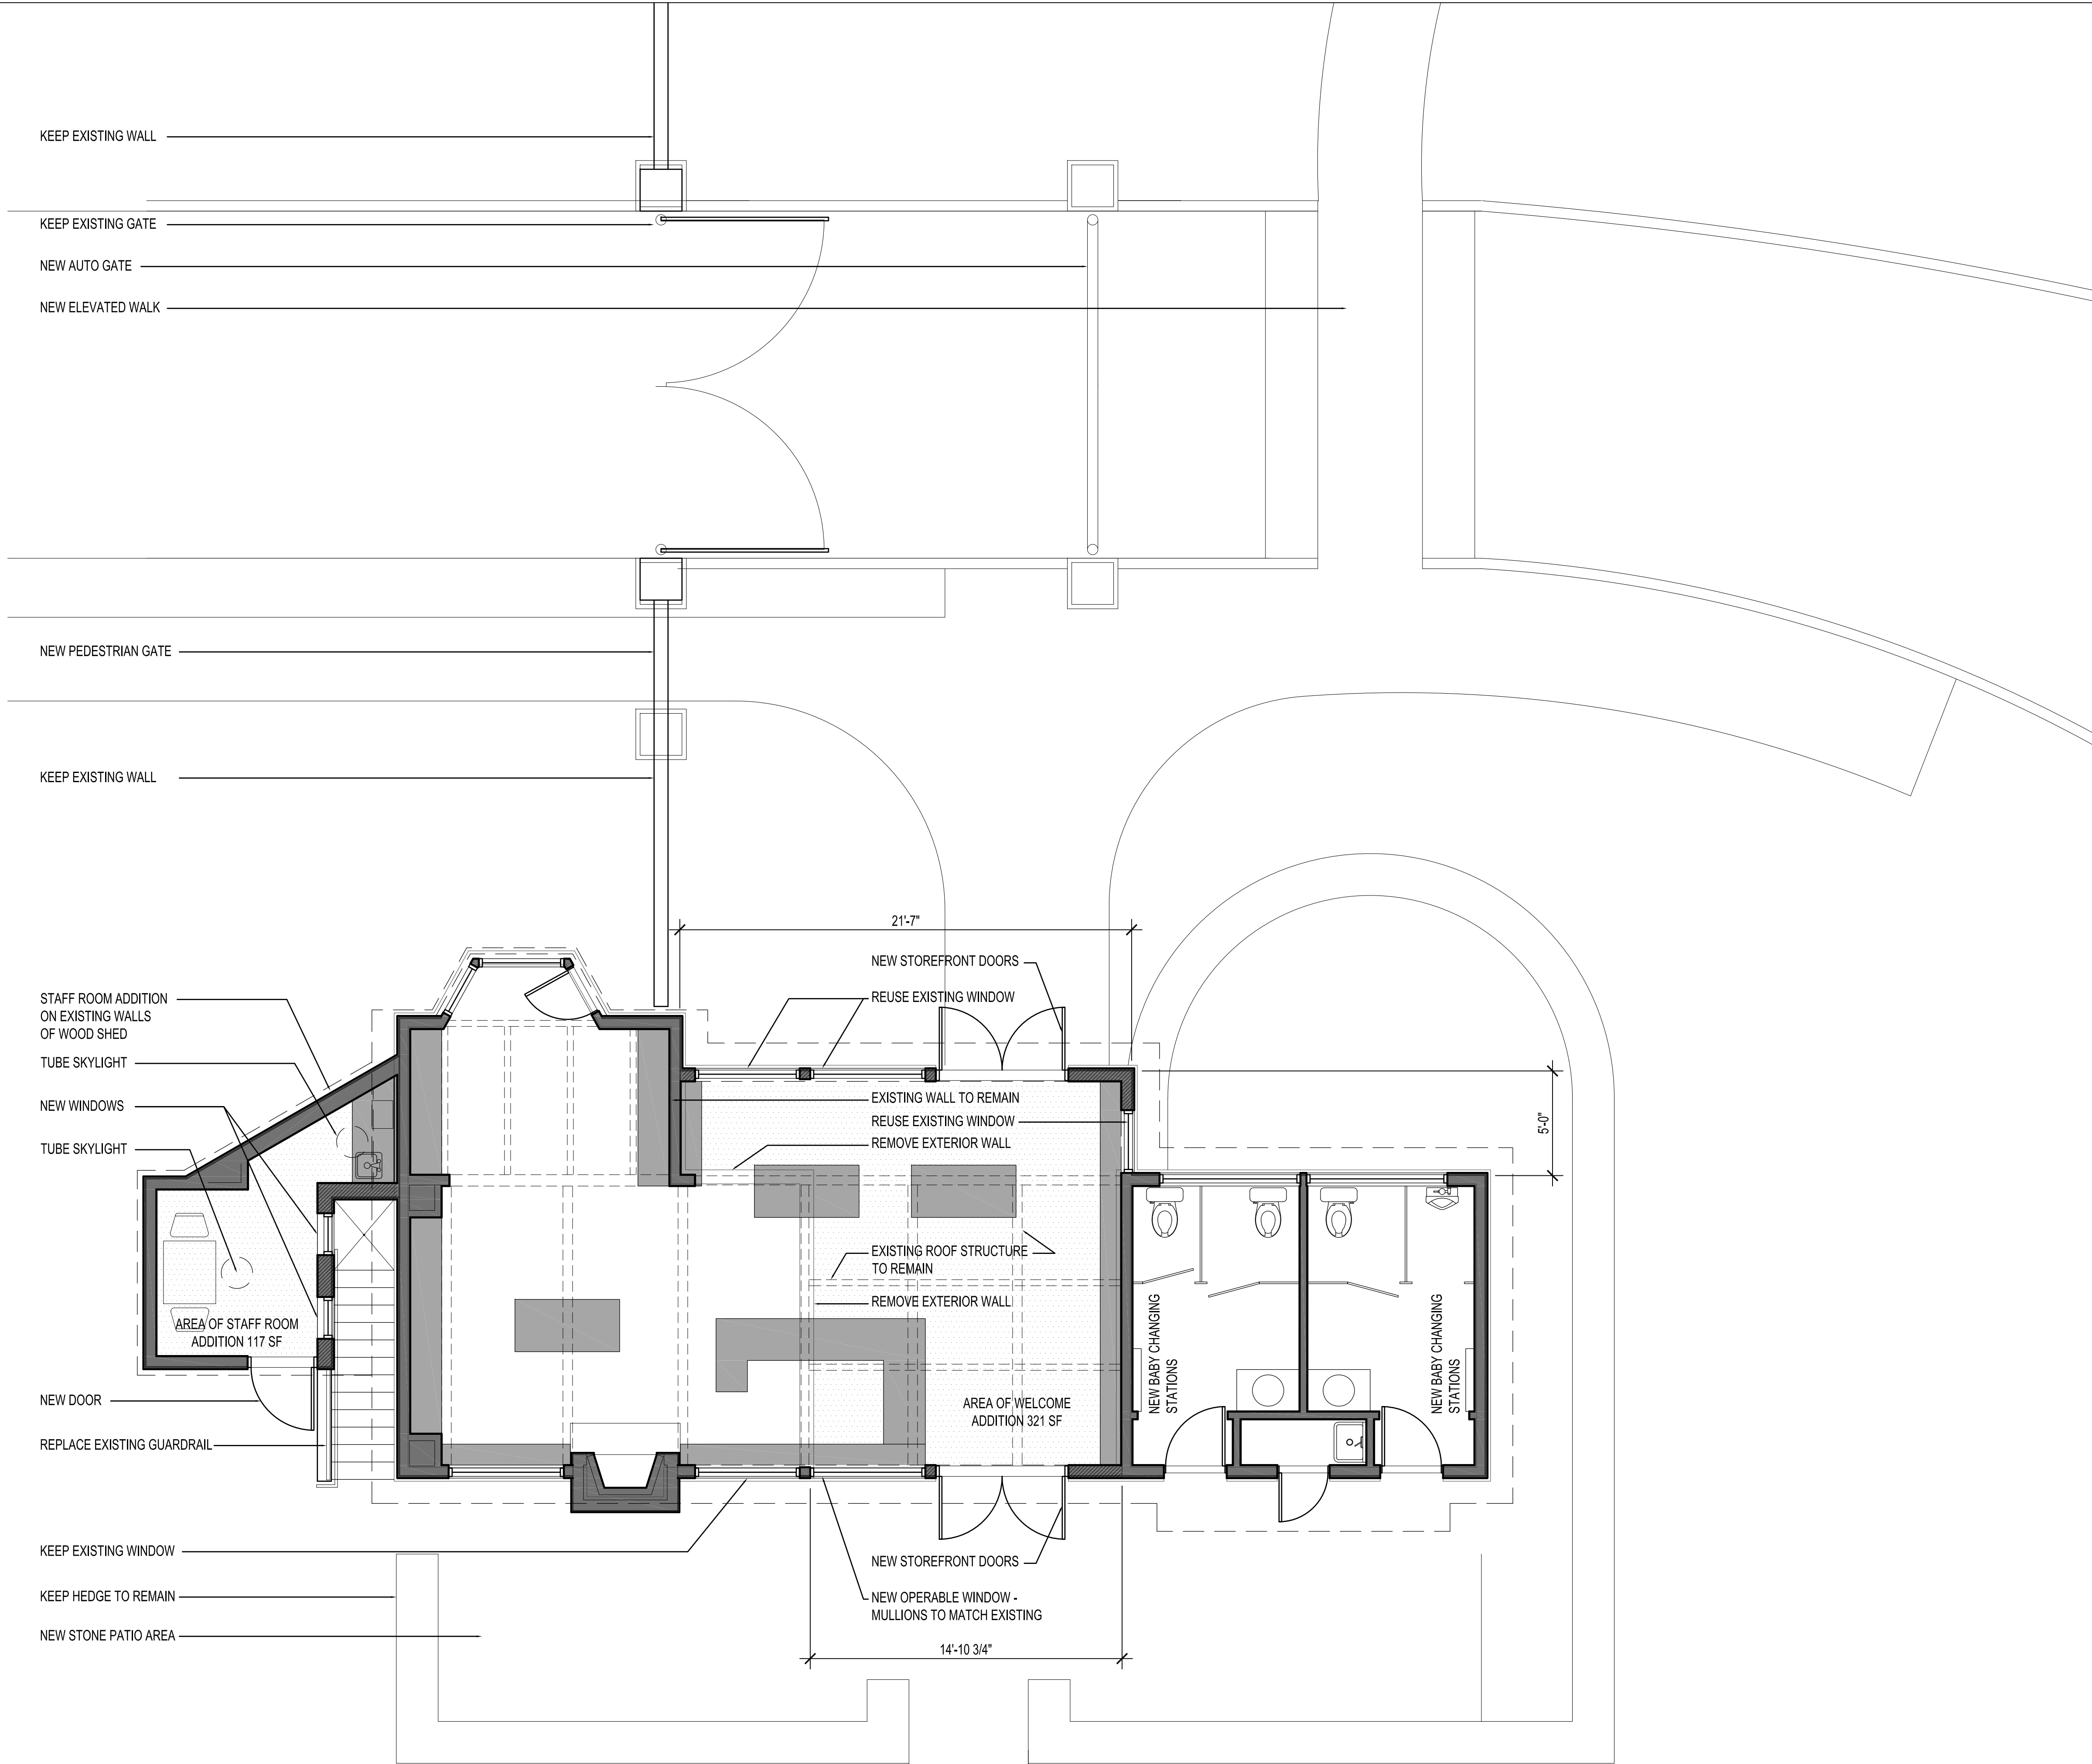 KEEP EXISTING WALL
KEEP EXISTING GATE
NEW AUTO GATE
NEW ELEVATED WALK
NEW PEDESTRIAN GATE
KEEP EXISTING WALL
21'-7"
NEW STOREFRONT DOORS
REUSE EXISTING WINDOW
STAFF ROOM ADDITION
ON EXISTING WALLS
OF WOOD SHED
TUBE SKYLIGHT
NEW WINDOWS
TUBE SKYLIGHT
EXISTING WALL TO REMAIN
REUSE EXISTING WINDOW
REMOVE EXTERIOR WALL
5'-0"
EXISTING ROOF STRUCTURE
TO REMAIN
REMOVE EXTERIOR WALL
AREA OF STAFF ROOM
ADDITION 117 SF
NEW BABY CHANGING
STATIONS
NEW BABY CHANGING
STATIONS
AREA OF WELCOME
ADDITION 321 SF
NEW DOOR
REPLACE EXISTING GUARDRAIL
KEEP EXISTING WINDOW
KEEP HEDGE TO REMAIN
NEW STONE PATIO AREA
NEW STOREFRONT DOORS
NEW OPERABLE WINDOW -
MULLIONS TO MATCH EXISTING
14'-10 3/4"